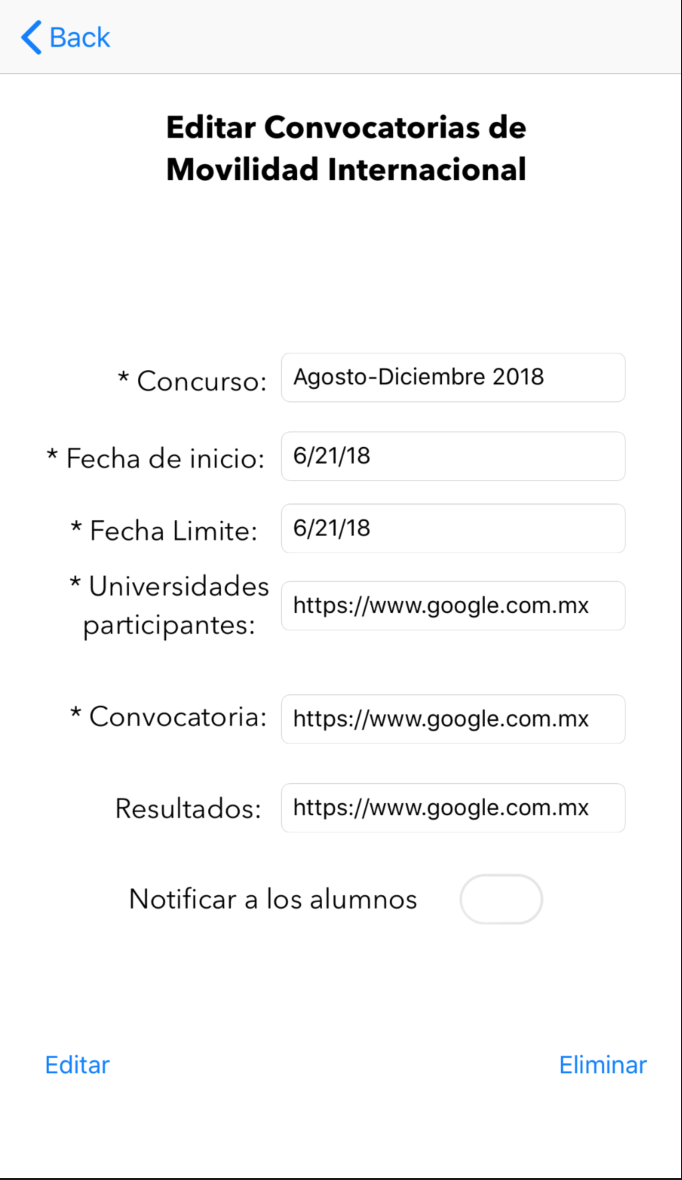 Back
Editar Convocatorias de
Movilidad Internacional
* Concurso: Agosto-Diciembre 2018
* Fecha de inicio: 6/21/18
* Fecha Limite: 6/21/18
* Universidades
participantes: https://www.google.com.mx
* Convocatoria: https://www.google.com.mx
Resultados: https://www.google.com.mx
Notificar a los alumnos
Editar Eliminar